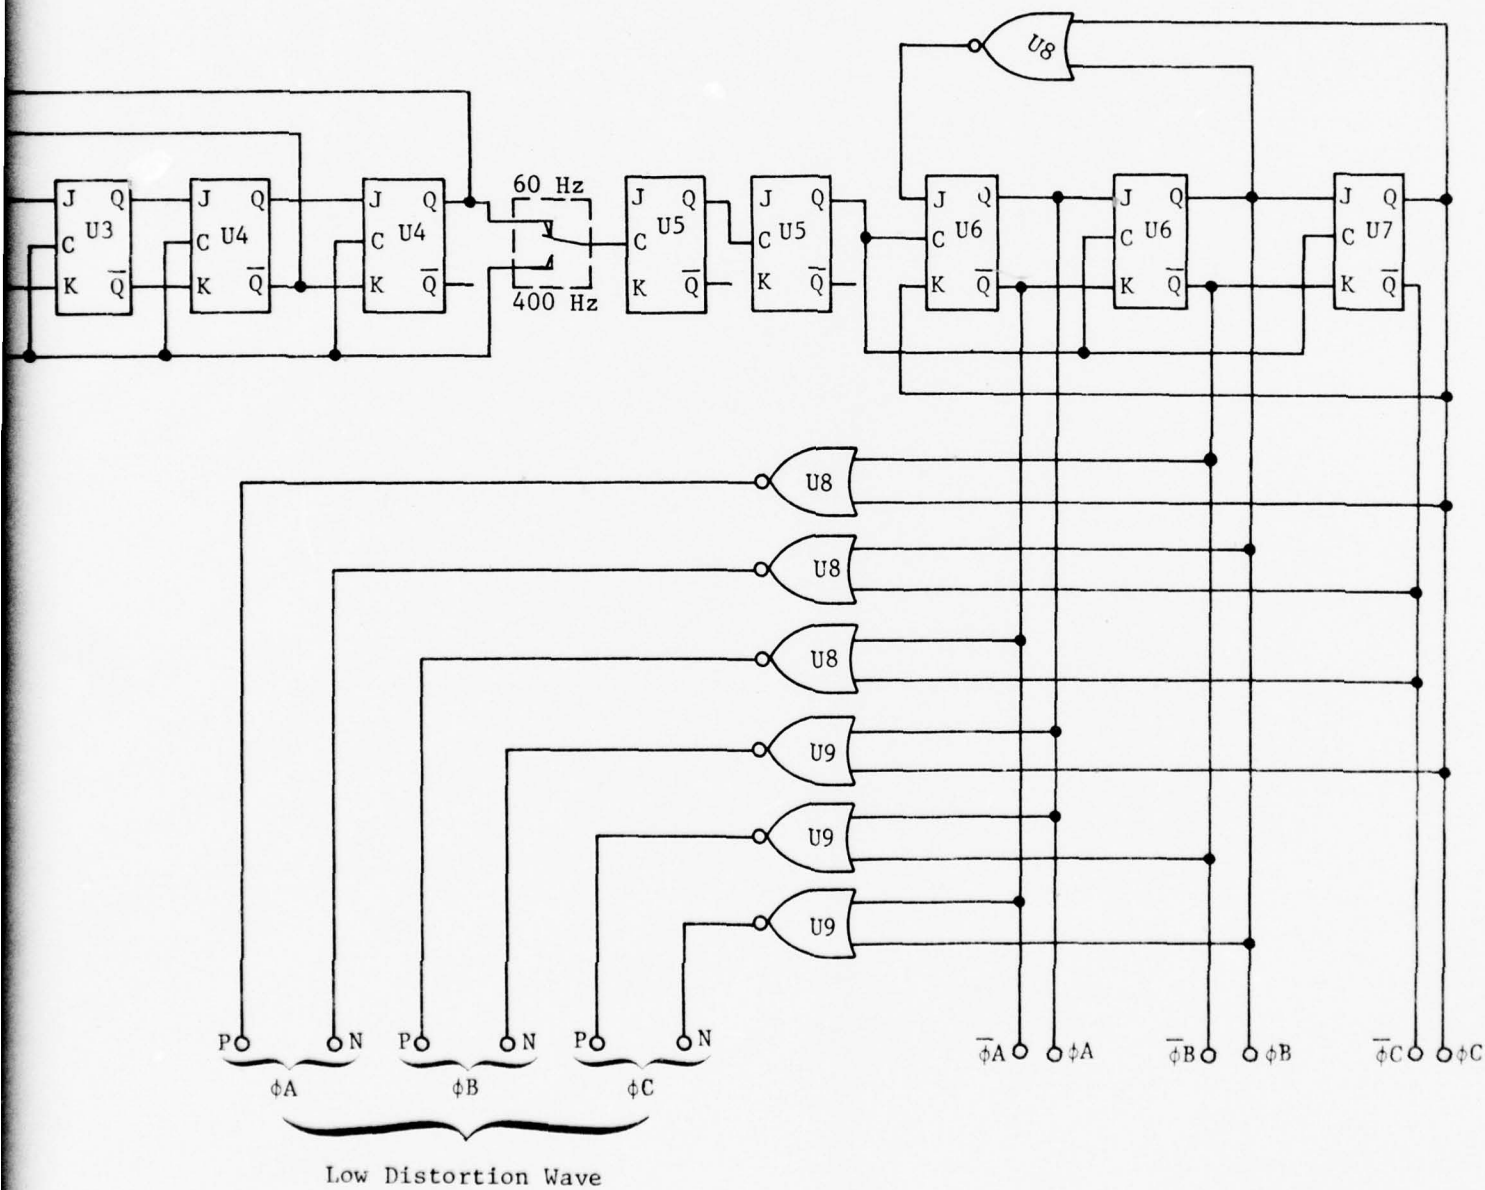 U8
60 Hz
J Q J Q J Q J Q J Q J Q J Q J Q
U3 U4 U4 U5 U5 U6 U6 U7
C C C C C C C C
K Q̅ K Q̅ K Q̅ K Q̅ K Q̅ K Q̅ K Q̅ K Q̅
400 Hz
U8
U8
U8
U9
U9
U9
P N P N P N ϕ̅A ϕA ϕ̅B ϕB ϕ̅C ϕC
ϕA ϕB ϕC
Low Distortion Wave